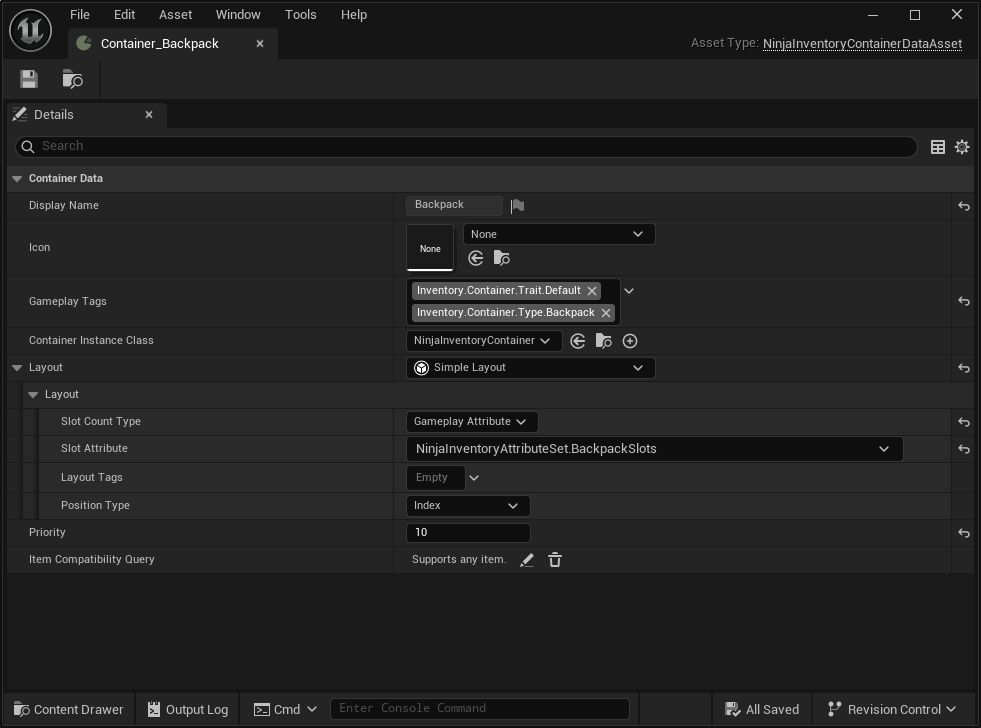 File Edit Asset Window Tools Help
Container_Backpack
Asset Type: NinjaInventoryContainerDataAsset
Details
Search
Container Data
Display Name Backpack
Icon None None
Gameplay Tags Inventory.Container.Trait.Default
Inventory.Container.Type.Backpack
Container Instance Class NinjaInventoryContainer
Layout Simple Layout
Layout
Slot Count Type Gameplay Attribute
Slot Attribute NinjaInventoryAttributeSet.BackpackSlots
Layout Tags Empty
Position Type Index
Priority 10
Item Compatibility Query Supports any item.
Content Drawer Output Log Cmd Enter Console Command All Saved Revision Control